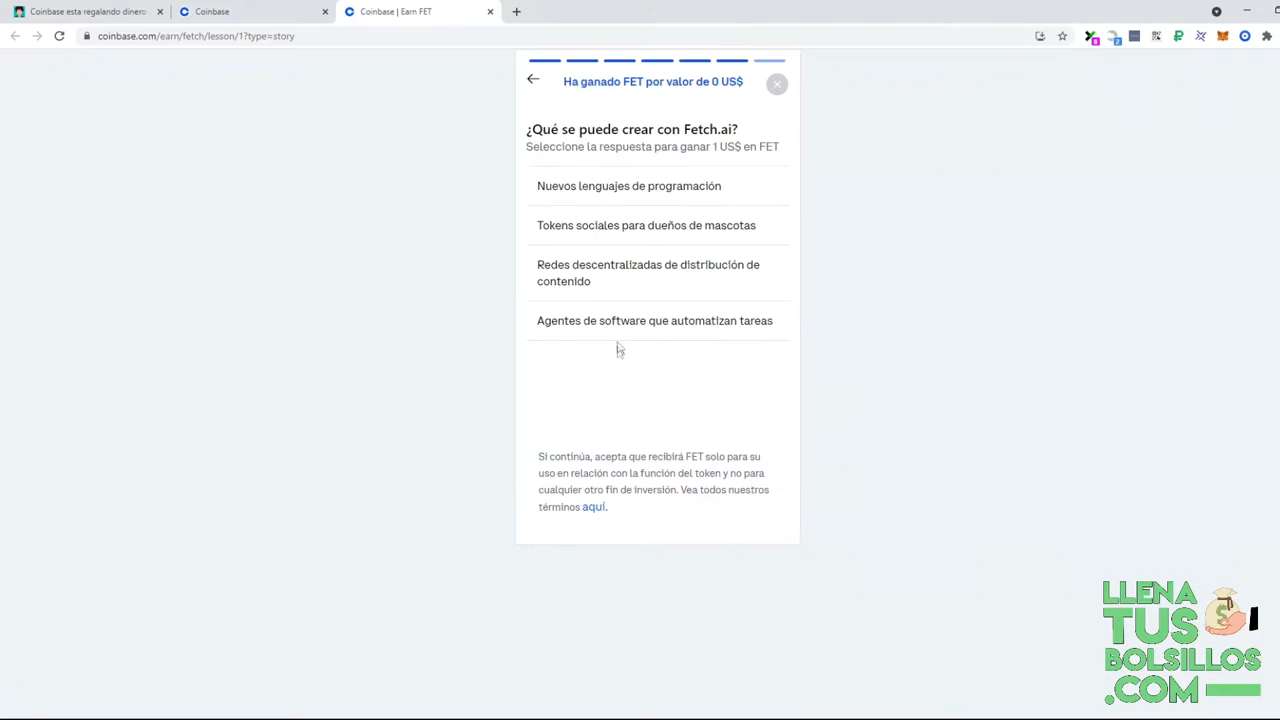 Coinbase esta regalando dinero
Coinbase
Coinbase | Earn FET
coinbase.com/earn/fetch/lesson/1?type=story
Ha ganado FET por valor de 0 US$
¿Qué se puede crear con Fetch.ai?
Seleccione la respuesta para ganar 1 US$ en FET
Nuevos lenguajes de programación
Tokens sociales para dueños de mascotas
Redes descentralizadas de distribución de
contenido
Agentes de software que automatizan tareas
Si continúa, acepta que recibirá FET solo para su
uso en relación con la función del token y no para
cualquier otro fin de inversión. Vea todos nuestros
términos aquí.
LLENA
TUS
BOLSILLOS
.COM